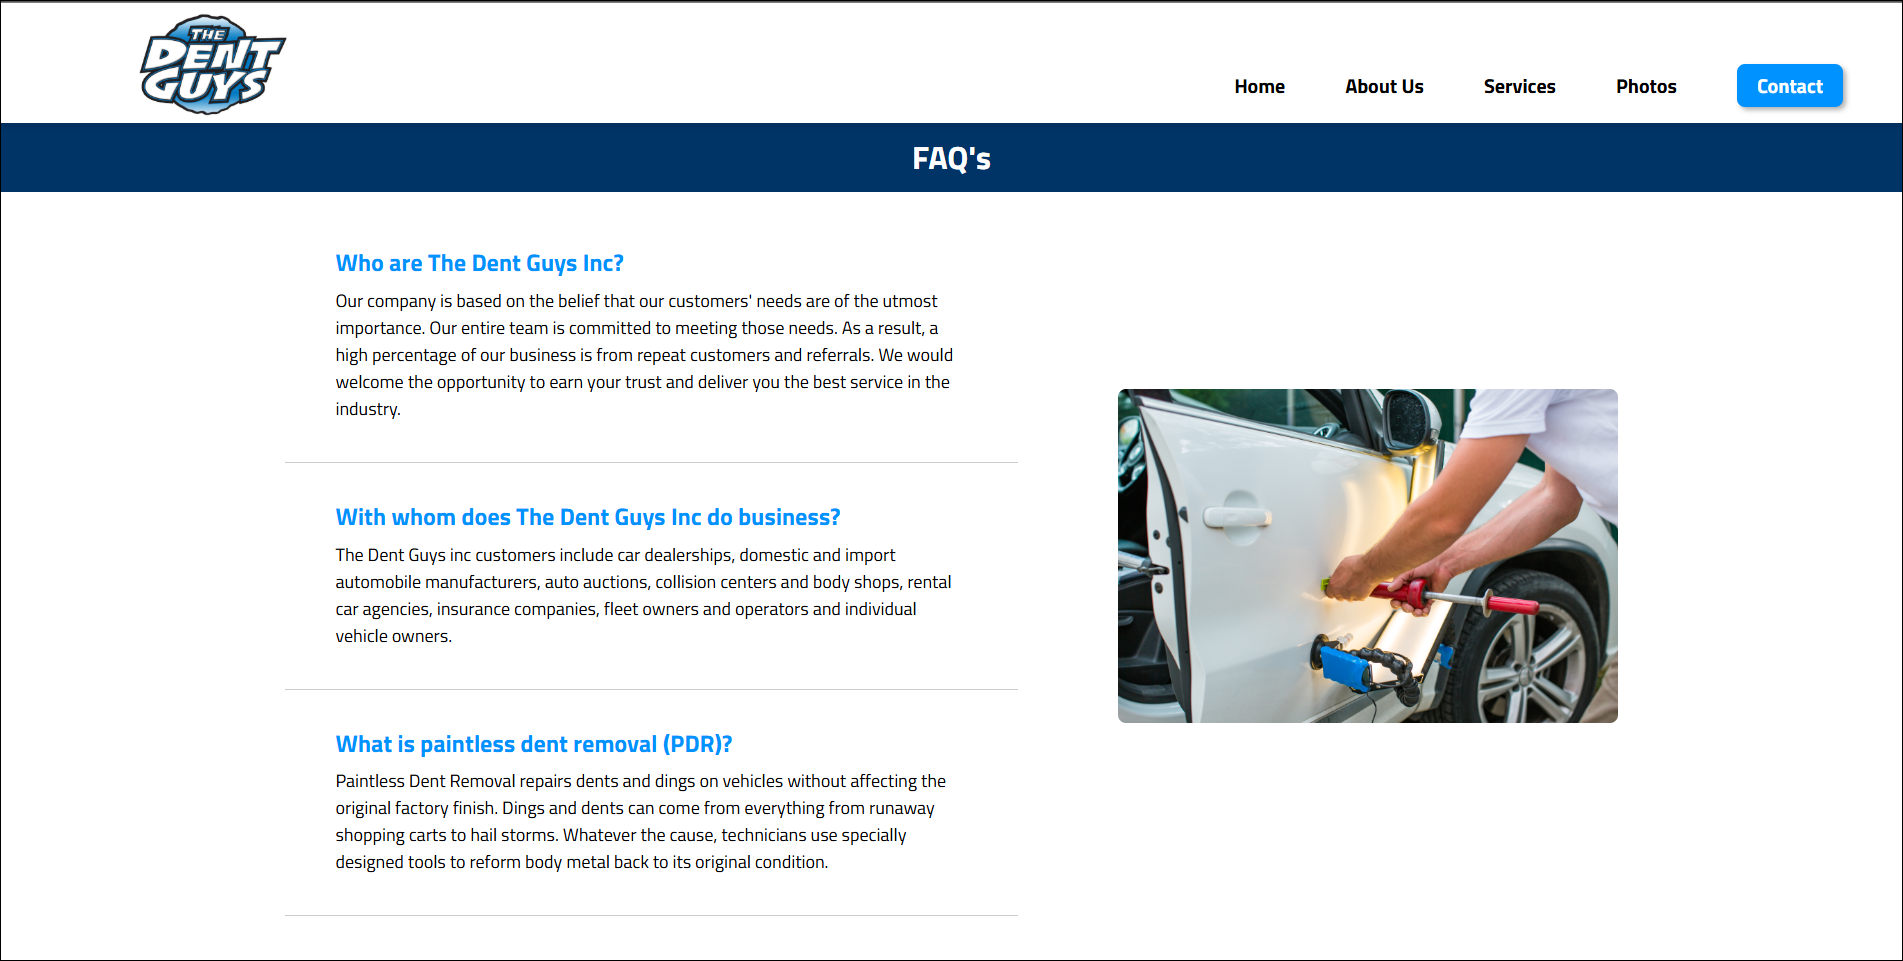 THE
DENT
GUYS
Home
About Us
Services
Photos
Contact
FAQ's
Who are The Dent Guys Inc?
Our company is based on the belief that our customers' needs are of the utmost
importance. Our entire team is committed to meeting those needs. As a result, a
high percentage of our business is from repeat customers and referrals. We would
welcome the opportunity to earn your trust and deliver you the best service in the
industry.
With whom does The Dent Guys Inc do business?
The Dent Guys inc customers include car dealerships, domestic and import
automobile manufacturers, auto auctions, collision centers and body shops, rental
car agencies, insurance companies, fleet owners and operators and individual
vehicle owners.
What is paintless dent removal (PDR)?
Paintless Dent Removal repairs dents and dings on vehicles without affecting the
original factory finish. Dings and dents can come from everything from runaway
shopping carts to hail storms. Whatever the cause, technicians use specially
designed tools to reform body metal back to its original condition.